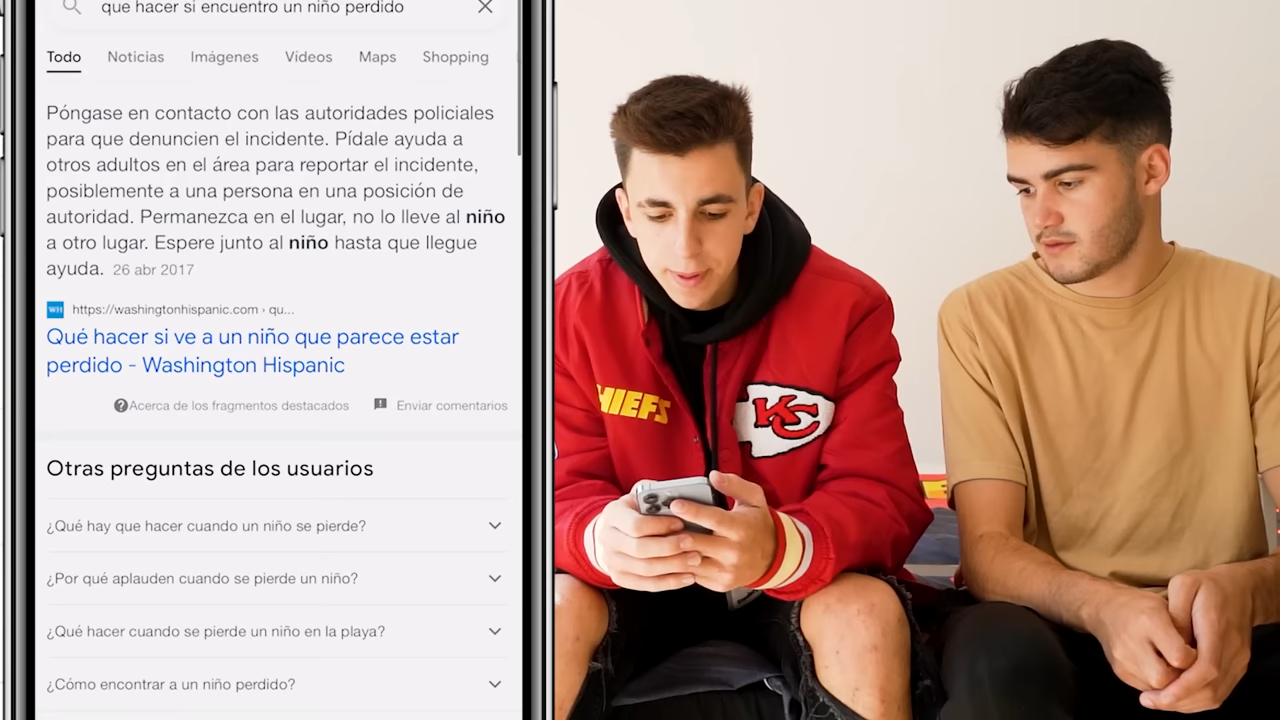 que hacer si encuentro un niño perdido
Todo Noticias Imágenes Vídeos Maps Shopping
Póngase en contacto con las autoridades policiales
para que denuncien el incidente. Pídale ayuda a
otros adultos en el área para reportar el incidente,
posiblemente a una persona en una posición de
autoridad. Permanezca en el lugar, no lo lleve al niño
a otro lugar. Espere junto al niño hasta que llegue
ayuda. 26 abr 2017
WH https://washingtonhispanic.com › qu...
Qué hacer si ve a un niño que parece estar
perdido - Washington Hispanic
Acerca de los fragmentos destacados Enviar comentarios
Otras preguntas de los usuarios
¿Qué hay que hacer cuando un niño se pierde?
¿Por qué aplauden cuando se pierde un niño?
¿Qué hacer cuando se pierde un niño en la playa?
¿Cómo encontrar a un niño perdido?
HIEFS
KC